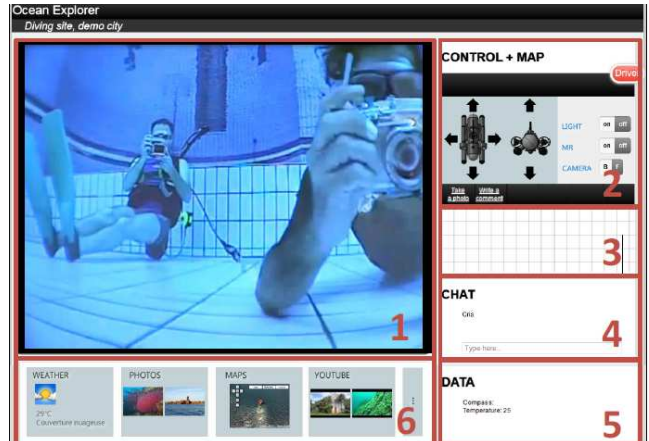 Ocean Explorer
Diving site, demo city
1
CONTROL + MAP
Drive
LIGHT on off
MR on off
CAMERA B F
Take a photo
Write a comment
2
3
CHAT
Cris
Type here...
4
DATA
Compass:
Temperature: 25
5
WEATHER
29°C
Couverture nuageuse
PHOTOS
MAPS
YOUTUBE
6